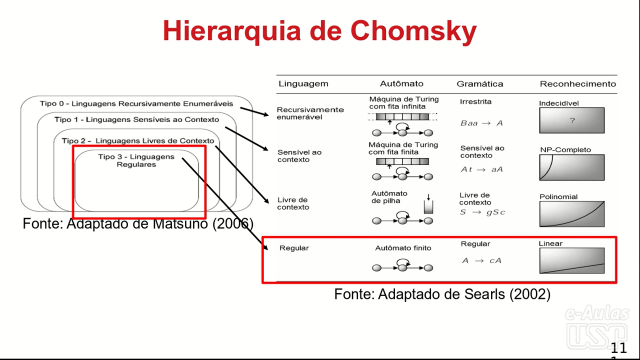 Hierarquia de Chomsky
Tipo 0 - Linguagens Recursivamente Enumeráveis
Tipo 1 - Linguagens Sensíveis ao Contexto
Tipo 2 - Linguagens Livres de Contexto
Tipo 3 - Linguagens
Regulares
Fonte: Adaptado de Matsuno (2006)
Linguagem Autômato Gramática Reconhecimento
Recursivamente
enumerável
Máquina de Turing
com fita infinita
Irrestrita
Baa → A
Indecidível
?
Sensível ao
contexto
Máquina de Turing
com fita finita
Sensível ao
contexto
At → aA
NP-Completo
Livre de
contexto
Autômato
de pilha
Livre de
contexto
S → gSc
Polinomial
Regular
Autômato finito
Regular
A → cA
Linear
Fonte: Adaptado de Searls (2002)
e-Aulas
USP
11